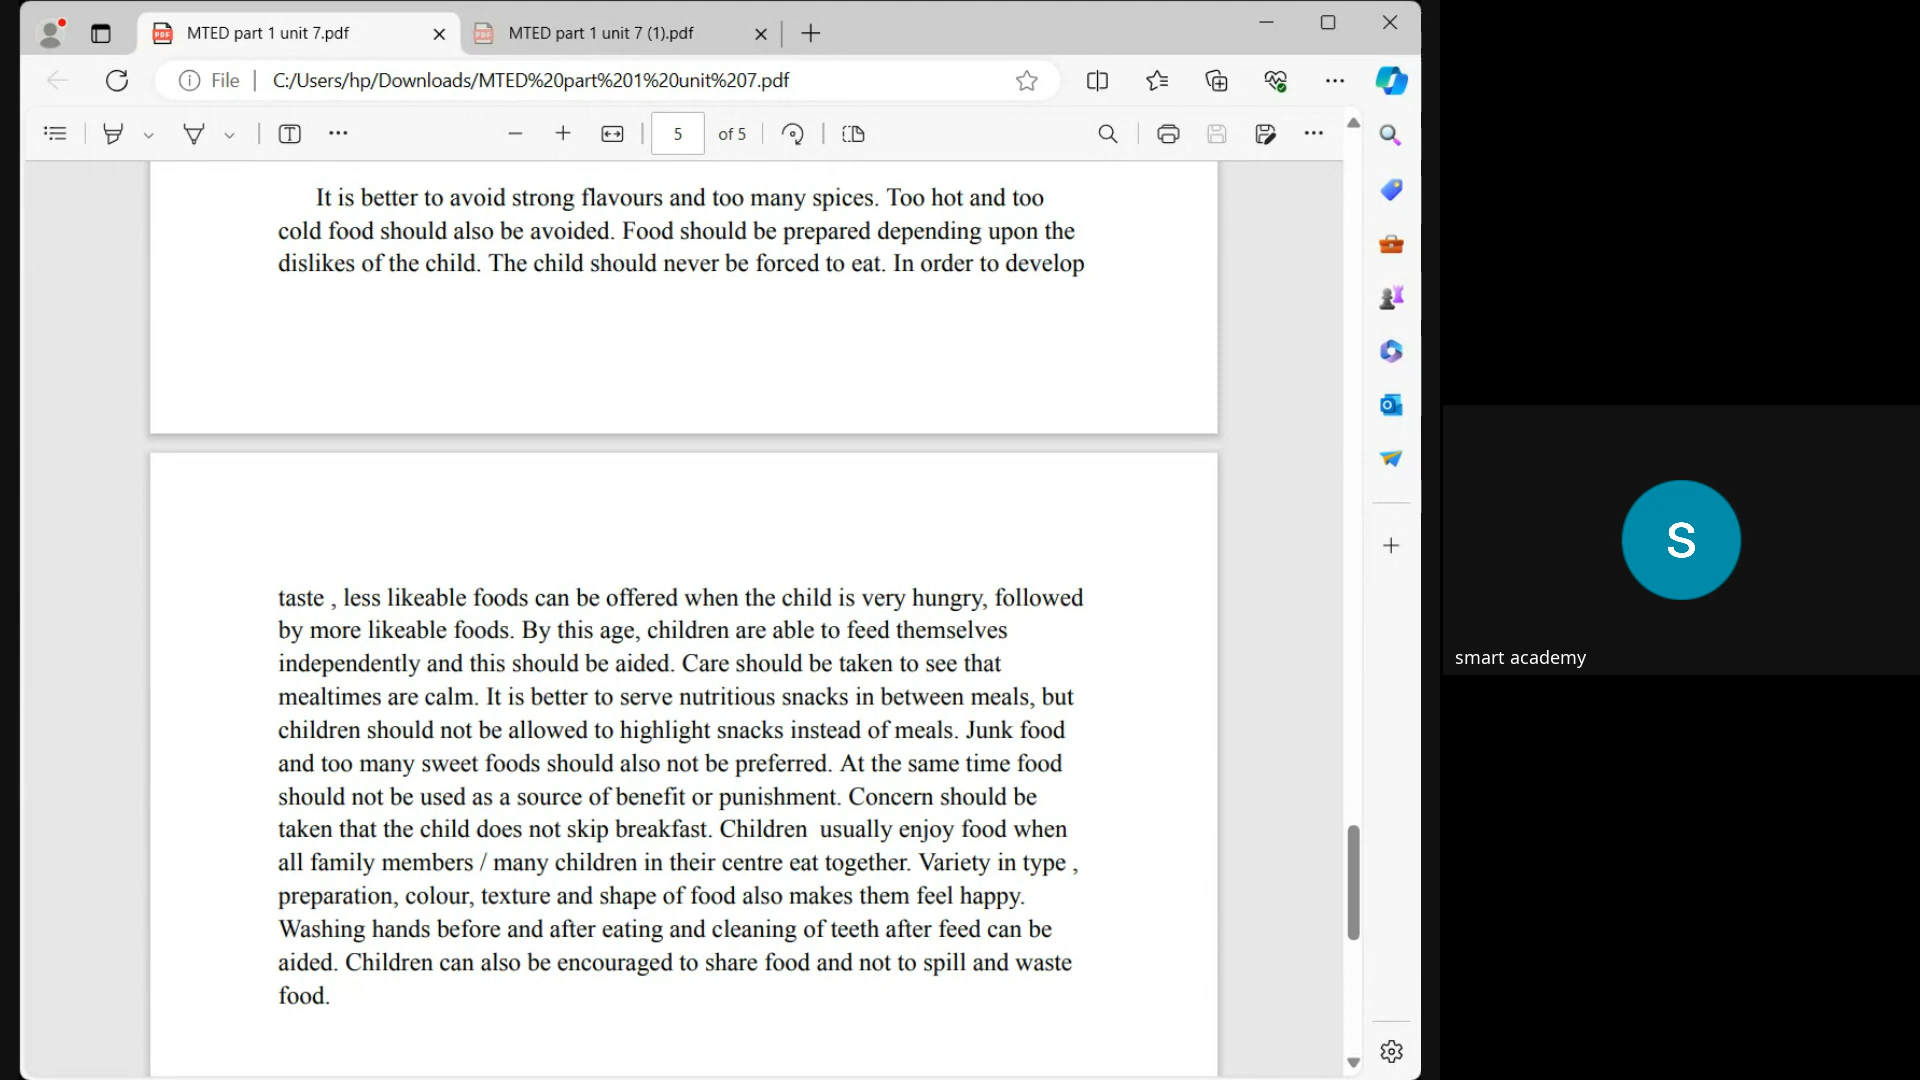 MTED part 1 unit 7.pdf
MTED part 1 unit 7 (1).pdf
File
C:/Users/hp/Downloads/MTED%20part%201%20unit%207.pdf
5 of 5
It is better to avoid strong flavours and too many spices. Too hot and too
cold food should also be avoided. Food should be prepared depending upon the
dislikes of the child. The child should never be forced to eat. In order to develop
taste , less likeable foods can be offered when the child is very hungry, followed
by more likeable foods. By this age, children are able to feed themselves
independently and this should be aided. Care should be taken to see that
mealtimes are calm. It is better to serve nutritious snacks in between meals, but
children should not be allowed to highlight snacks instead of meals. Junk food
and too many sweet foods should also not be preferred. At the same time food
should not be used as a source of benefit or punishment. Concern should be
taken that the child does not skip breakfast. Children  usually enjoy food when
all family members / many children in their centre eat together. Variety in type ,
preparation, colour, texture and shape of food also makes them feel happy.
Washing hands before and after eating and cleaning of teeth after feed can be
aided. Children can also be encouraged to share food and not to spill and waste
food.
S
smart academy